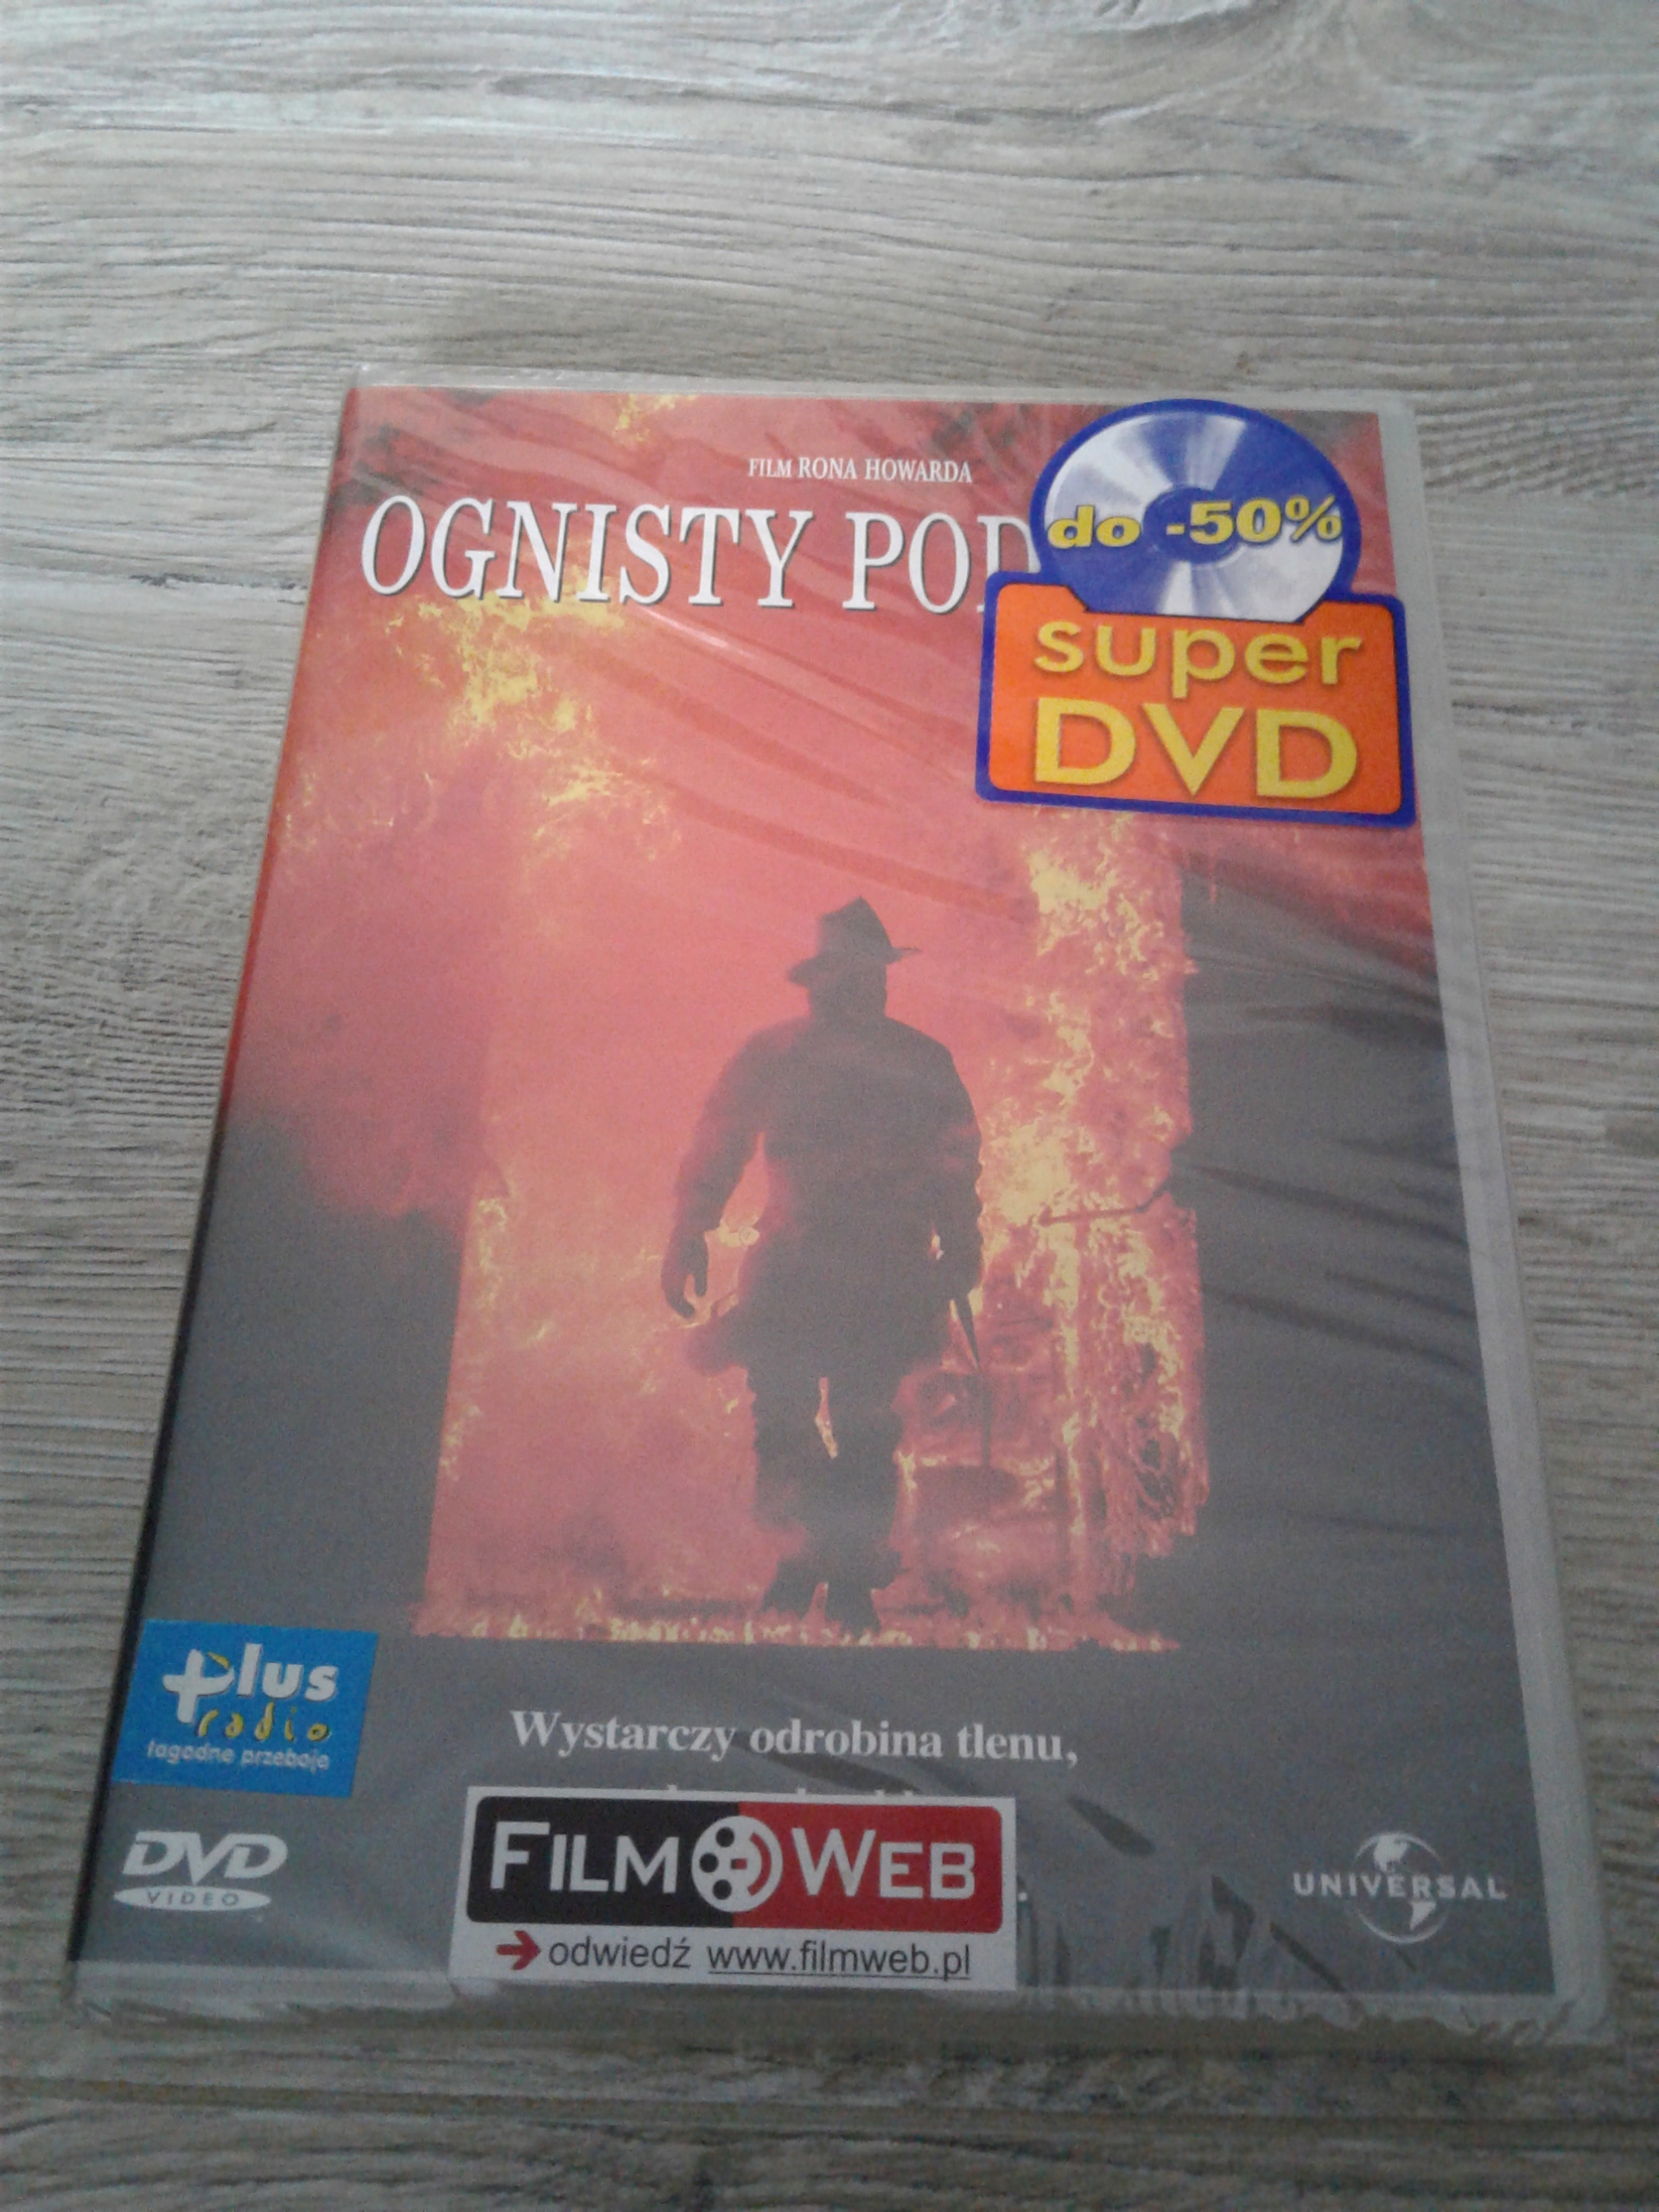 FILM RONA HOWARDA
OGNISTY POD
do -50%
super
DVD
plus
radio
łagodne przeboje
Wystarczy odrobina tlenu,
DVD
VIDEO
FILM WEB
odwiedź www.filmweb.pl
UNIVERSAL